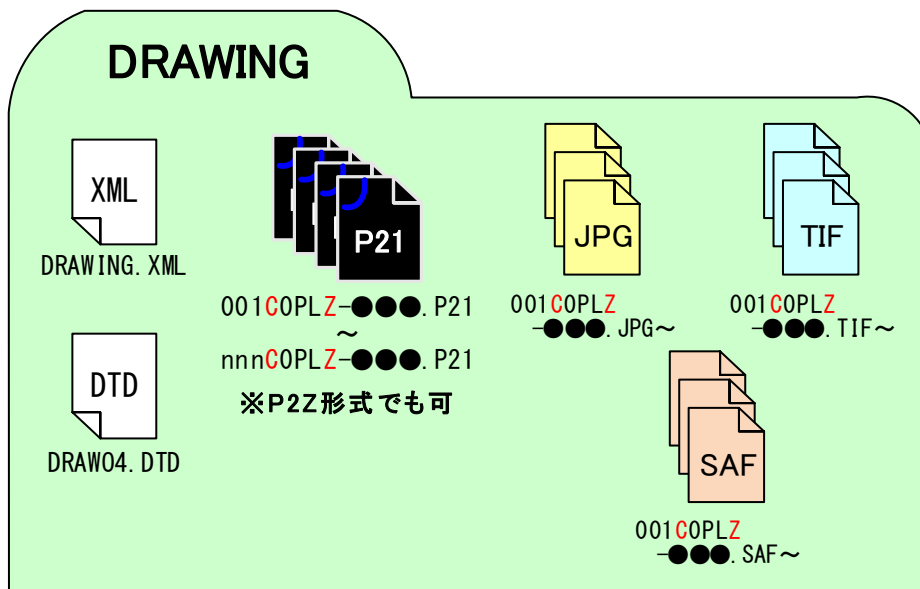 DRAWING
XML
DRAWING.XML
DTD
DRAW04.DTD
P21
001C0PLZ-●●●.P21
～
nnnC0PLZ-●●●.P21
※P2Z形式でも可
JPG
001C0PLZ
-●●●.JPG～
TIF
001C0PLZ
-●●●.TIF～
SAF
001C0PLZ
-●●●.SAF～